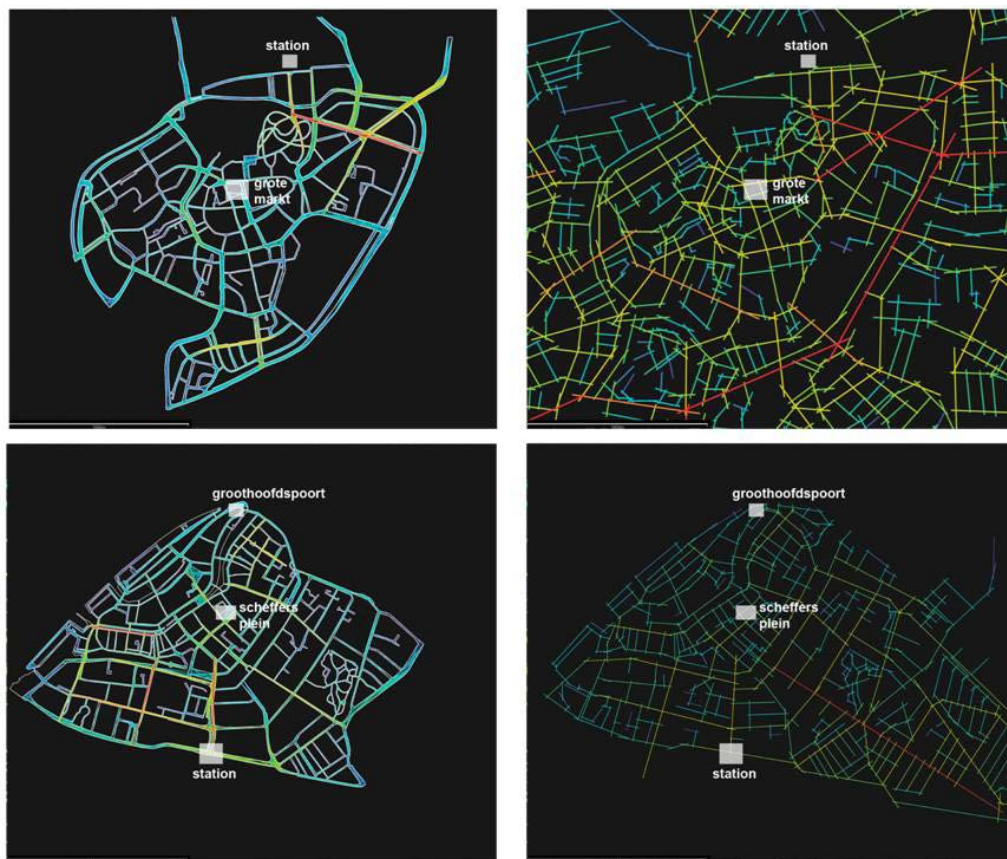 station
grote
markt
station
grote
markt
groothoofdspoort
scheffers
plein
station
groothoofdspoort
scheffers
plein
station